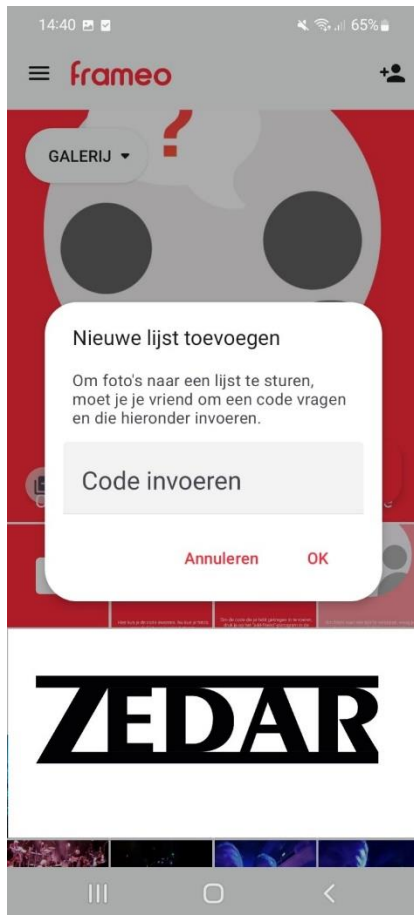 14:40
65%
frameo
GALERIJ
?
Nieuwe lijst toevoegen
Om foto's naar een lijst te sturen,
moet je je vriend om een code vragen
en die hieronder invoeren.
Code invoeren
Annuleren
OK
ZEDAR